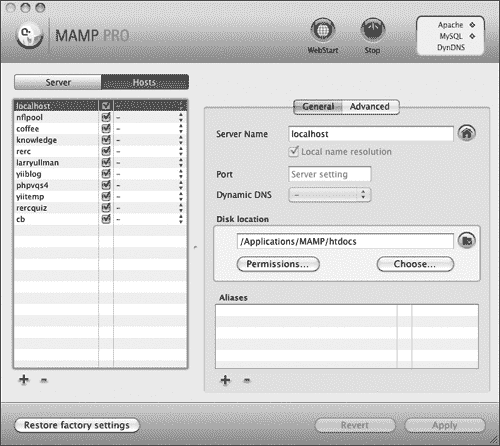 MAMP PRO
WebStart
Stop
Apache
MySQL
DynDNS
Server
Hosts
localhost
nflpool
coffee
knowledge
rerc
larryullman
yiiblog
phpvqs4
yiitemp
rercquiz
cb
General
Advanced
Server Name
localhost
Local name resolution
Port
Server setting
Dynamic DNS
Disk location
/Applications/MAMP/htdocs
Permissions...
Choose...
Aliases
Restore factory settings
Revert
Apply